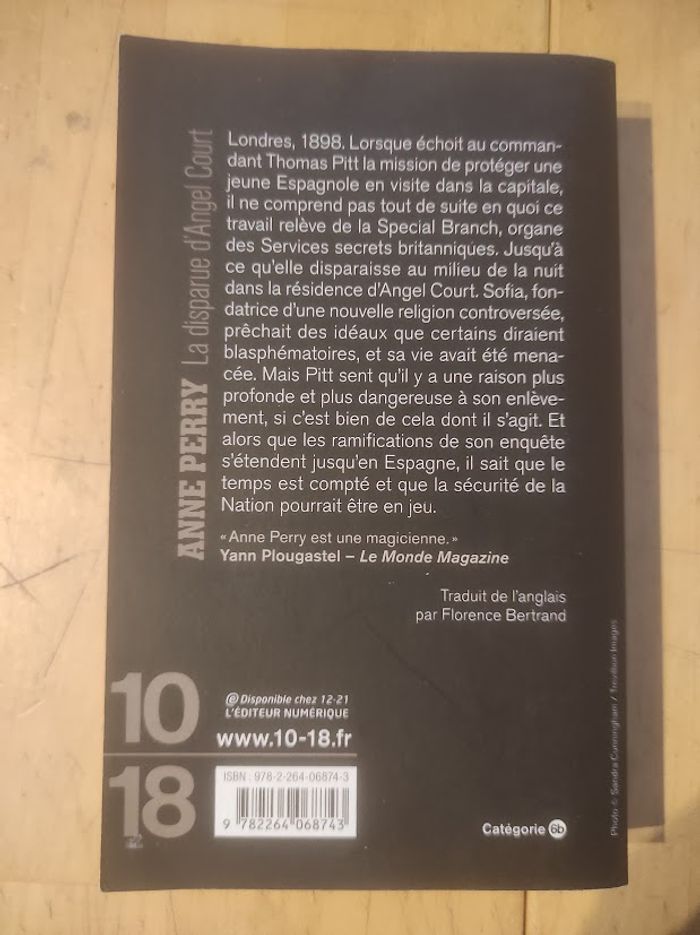 ANNE PERRY La disparue d'Angel Court
Londres, 1898. Lorsque échoit au comman-
dant Thomas Pitt la mission de protéger une
jeune Espagnole en visite dans la capitale,
il ne comprend pas tout de suite en quoi ce
travail relève de la Special Branch, organe
des Services secrets britanniques. Jusqu'à
ce qu'elle disparaisse au milieu de la nuit
dans la résidence d'Angel Court. Sofia, fon-
datrice d'une nouvelle religion controversée,
prêchait des idéaux que certains diraient
blasphématoires, et sa vie avait été mena-
cée. Mais Pitt sent qu'il y a une raison plus
profonde et plus dangereuse à son enlève-
ment, si c'est bien de cela dont il s'agit. Et
alors que les ramifications de son enquête
s'étendent jusqu'en Espagne, il sait que le
temps est compté et que la sécurité de la
Nation pourrait être en jeu.
« Anne Perry est une magicienne. »
Yann Plougastel – Le Monde Magazine
Traduit de l'anglais
par Florence Bertrand
10
18
@ Disponible chez 12-21
L'ÉDITEUR NUMÉRIQUE
www.10-18.fr
ISBN : 978-2-264-06874-3
9 782264 068743
Catégorie 6b
Photo © Sandra Cunningham / Trevillion Images